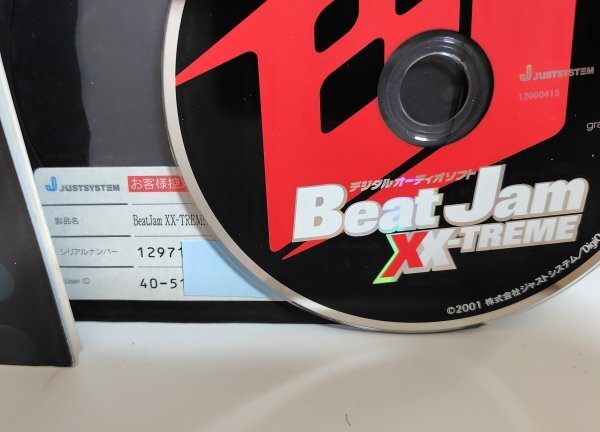 JUSTSYSTEM
お客様控
製品名
BeatJam XX-TREME
シリアルナンバー
1297
User ID
40-51
JUSTSYSTEM
12000415
gra
デジタルオーディオソフト
Beat Jam
XX-TREME
©2001 株式会社ジャストシステム/Digi